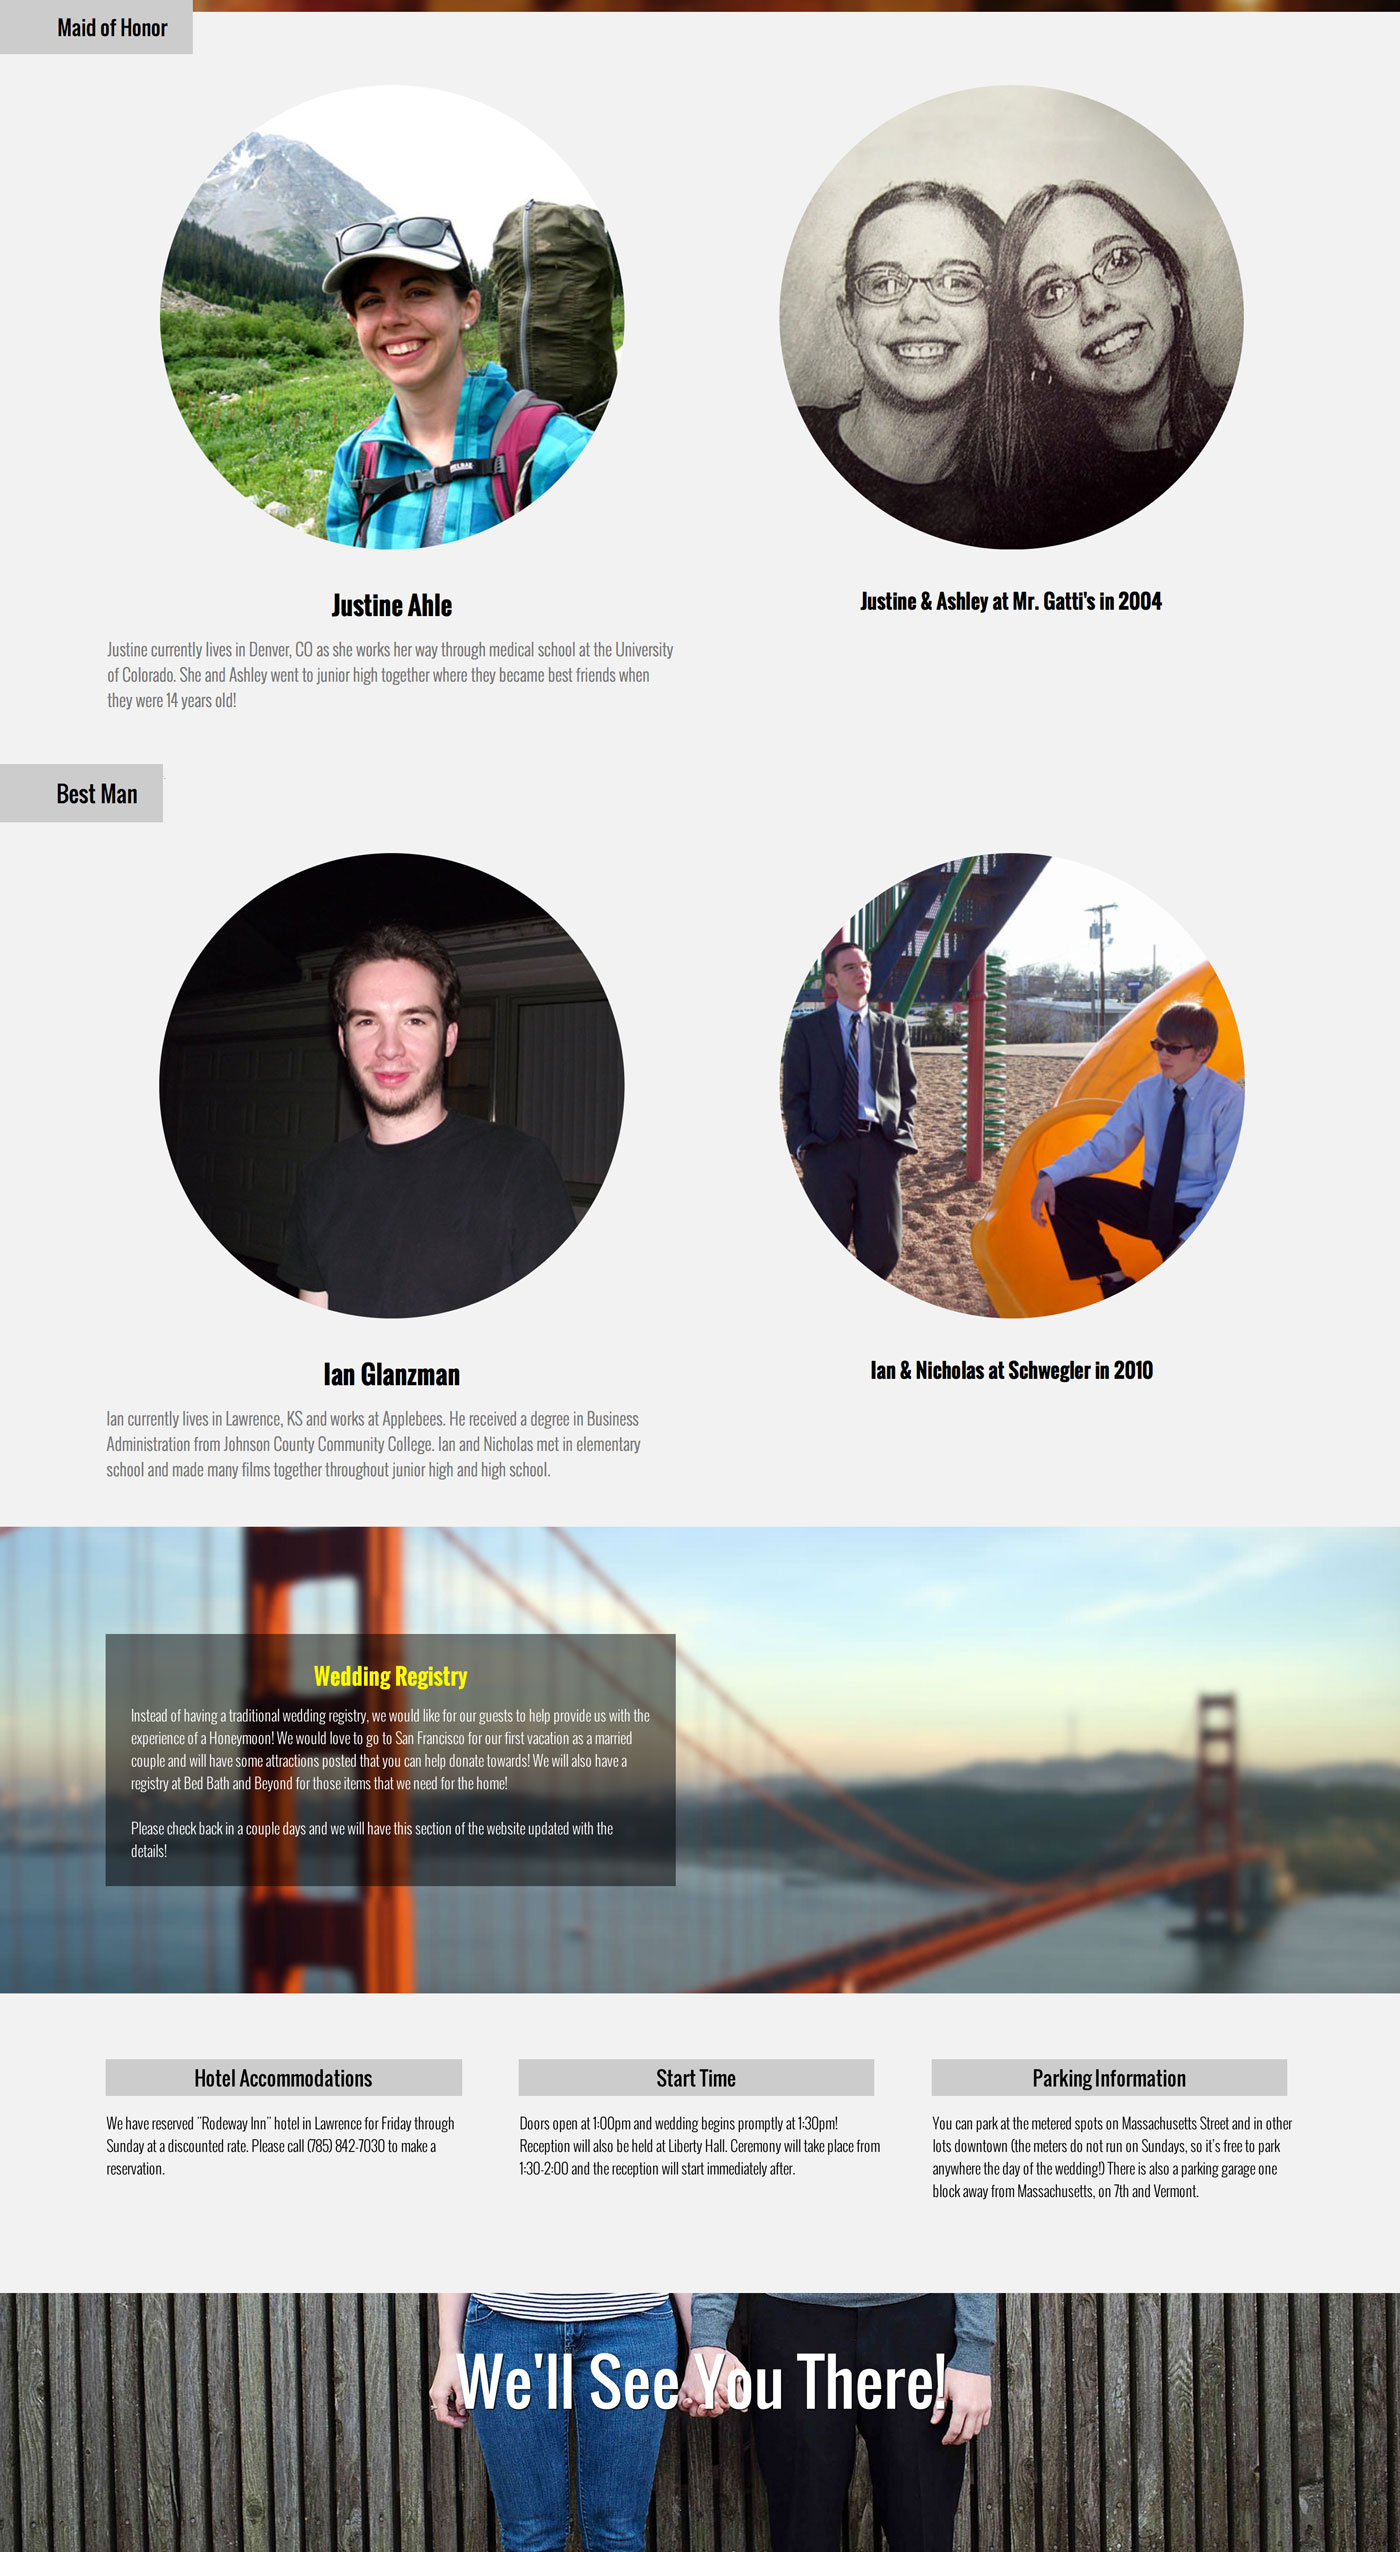 Maid of Honor
Justine Ahle
Justine currently lives in Denver, CO as she works her way through medical school at the University
of Colorado. She and Ashley went to junior high together where they became best friends when
they were 14 years old!
Justine & Ashley at Mr. Gatti's in 2004
Best Man
Ian Glanzman
Ian currently lives in Lawrence, KS and works at Applebees. He received a degree in Business
Administration from Johnson County Community College. Ian and Nicholas met in elementary
school and made many films together throughout junior high and high school.
Ian & Nicholas at Schwegler in 2010
Wedding Registry
Instead of having a traditional wedding registry, we would like for our guests to help provide us with the
experience of a Honeymoon! We would love to go to San Francisco for our first vacation as a married
couple and will have some attractions posted that you can help donate towards! We will also have a
registry at Bed Bath and Beyond for those items that we need for the home!
Please check back in a couple days and we will have this section of the website updated with the
details!
Hotel Accommodations
We have reserved "Rodeway Inn" hotel in Lawrence for Friday through
Sunday at a discounted rate. Please call (785) 842-7030 to make a
reservation.
Start Time
Doors open at 1:00pm and wedding begins promptly at 1:30pm!
Reception will also be held at Liberty Hall. Ceremony will take place from
1:30-2:00 and the reception will start immediately after.
Parking Information
You can park at the metered spots on Massachusetts Street and in other
lots downtown (the meters do not run on Sundays, so it's free to park
anywhere the day of the wedding!) There is also a parking garage one
block away from Massachusetts, on 7th and Vermont.
We'll See You There!